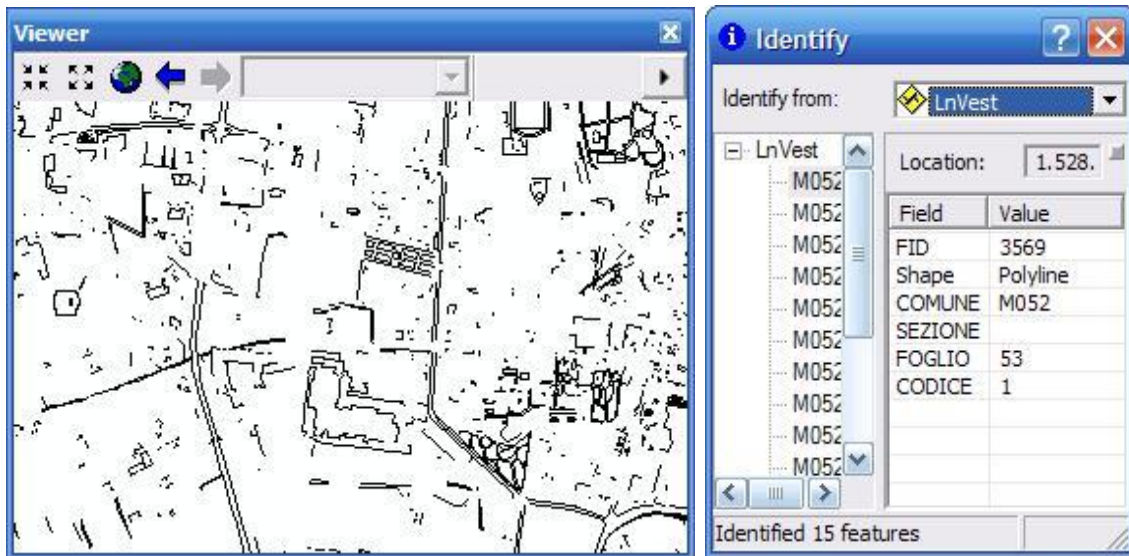 Viewer
Identify
Identify from: LnVest
LnVest
M052
M052
M052
M052
M052
M052
M052
M052
M052
M052
Location: 1.528.
Field Value
FID 3569
Shape Polyline
COMUNE M052
SEZIONE
FOGLIO 53
CODICE 1
Identified 15 features